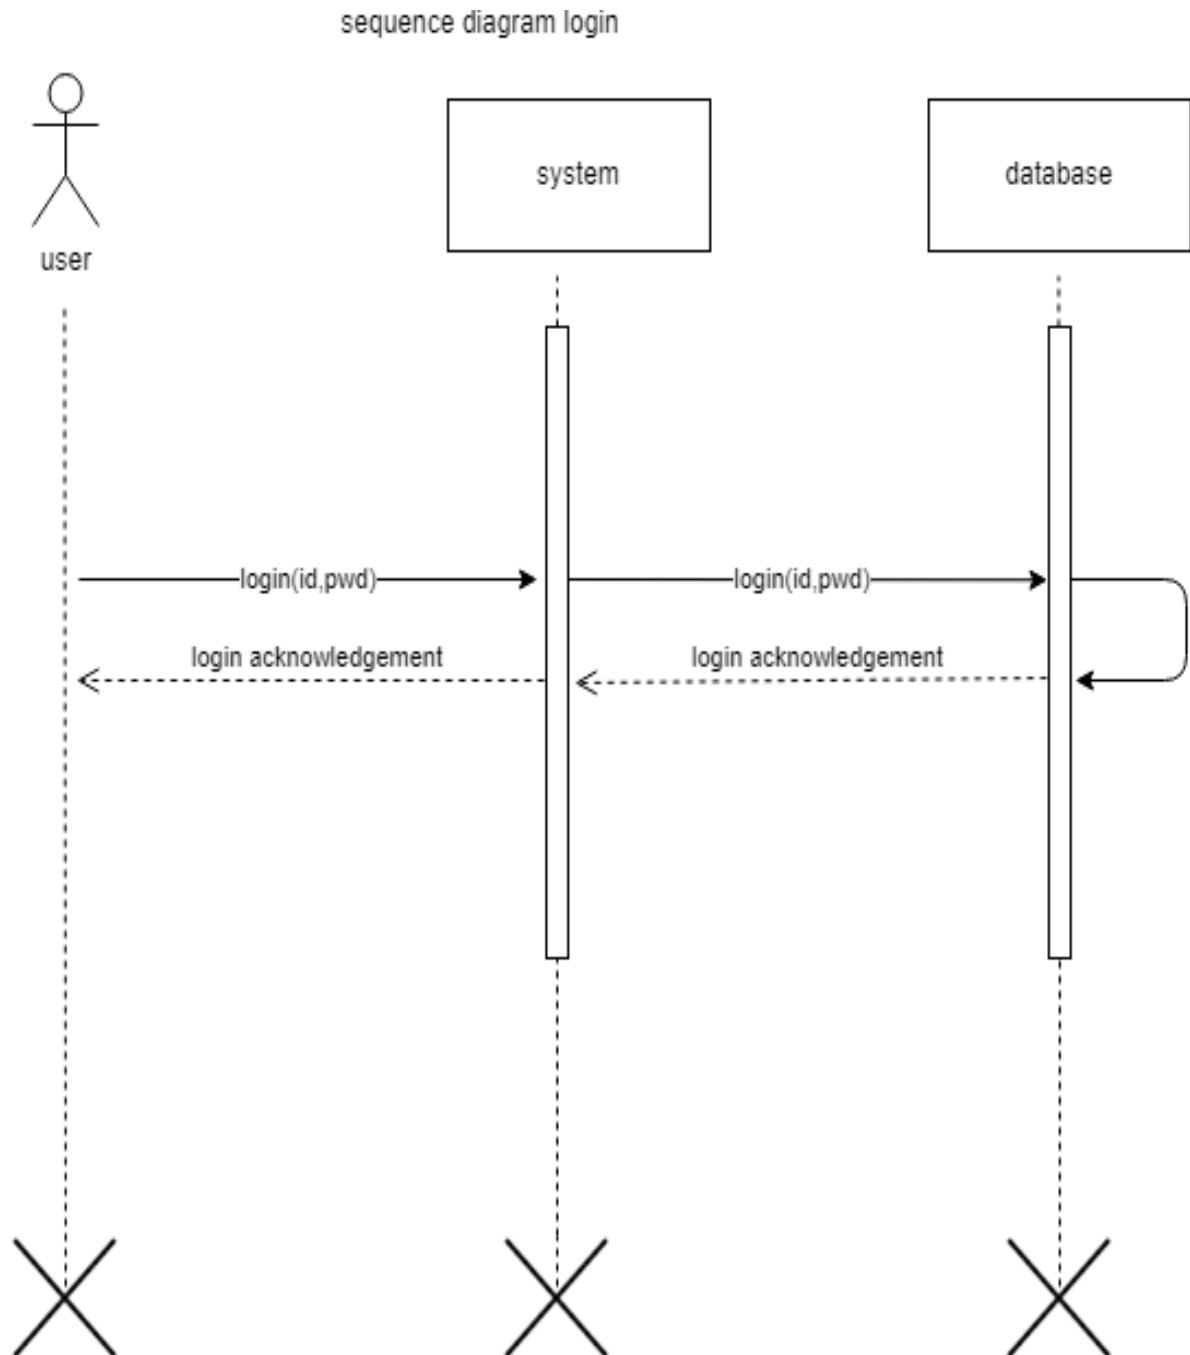 sequence diagram login
user
system
database
login(id,pwd)
login(id,pwd)
login acknowledgement
login acknowledgement